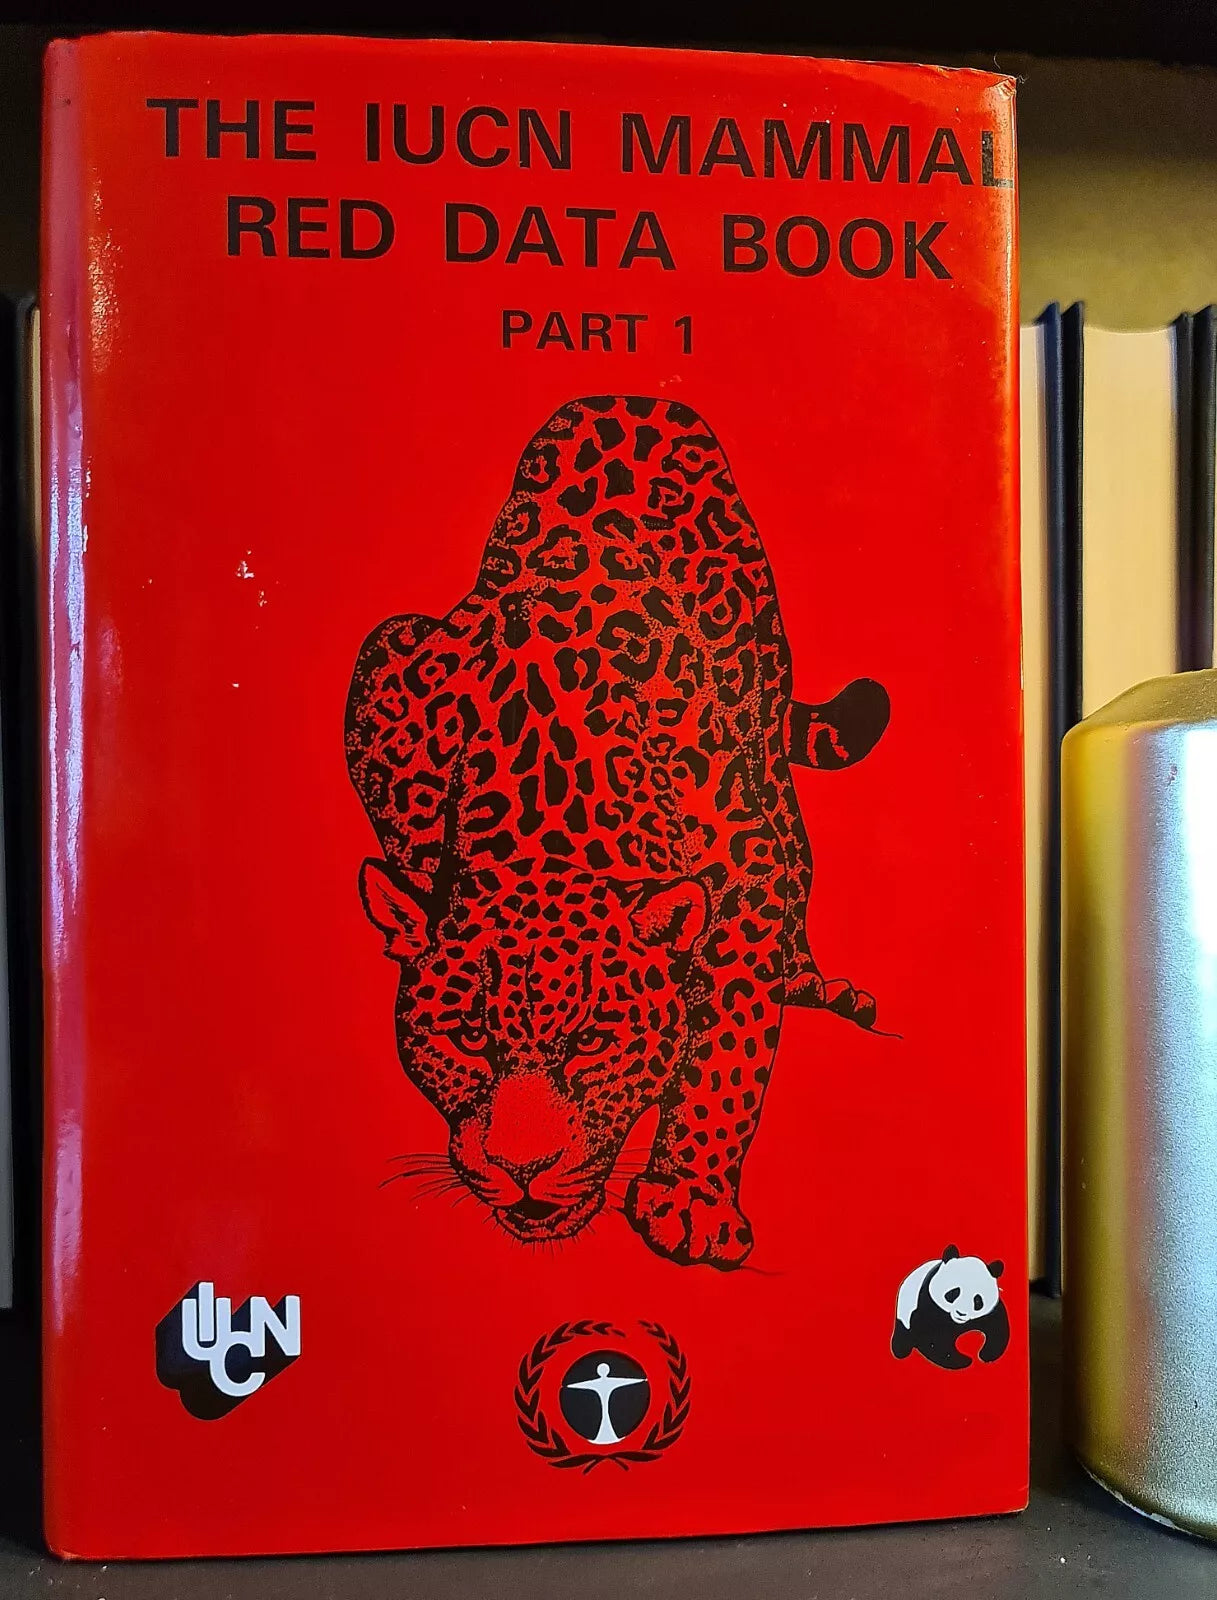 THE IUCN MAMMAL
RED DATA BOOK
PART 1
IUCN